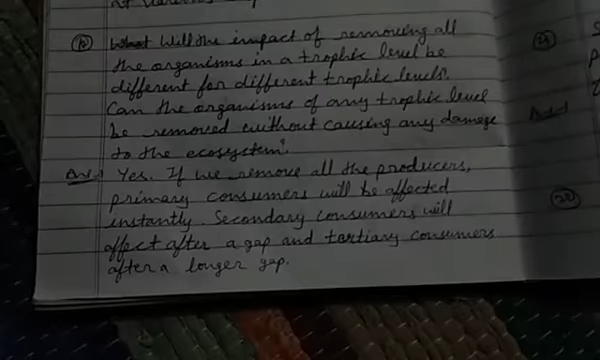 What Will the impact of removing all
the organisms in a trophic level be
different for different trophic levels?
Can the organisms of any trophic level
be removed without causing any damage
to the ecosystem?
Ans Yes. If we remove all the producers,
primary consumers will be affected
instantly. Secondary consumers will
affect after a gap and tertiary consumers
after a longer gap.
20